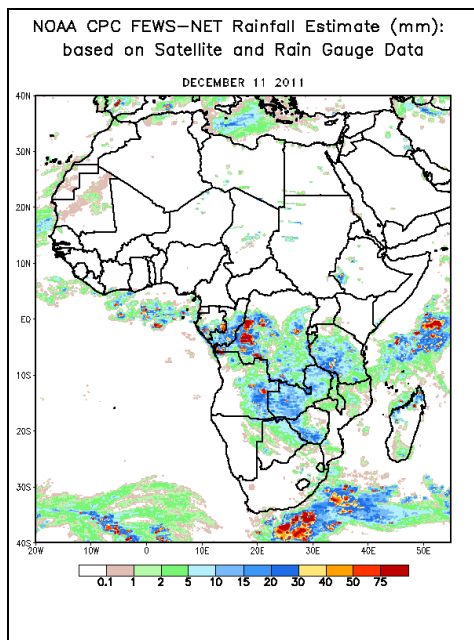 NOAA CPC FEWS-NET Rainfall Estimate (mm):
based on Satellite and Rain Gauge Data
DECEMBER 11 2011
40N
30N
20N
10N
EQ
10S
20S
30S
40S
20W 10W 0 10E 20E 30E 40E 50E
0.1 1 2 5 10 15 20 30 40 50 75